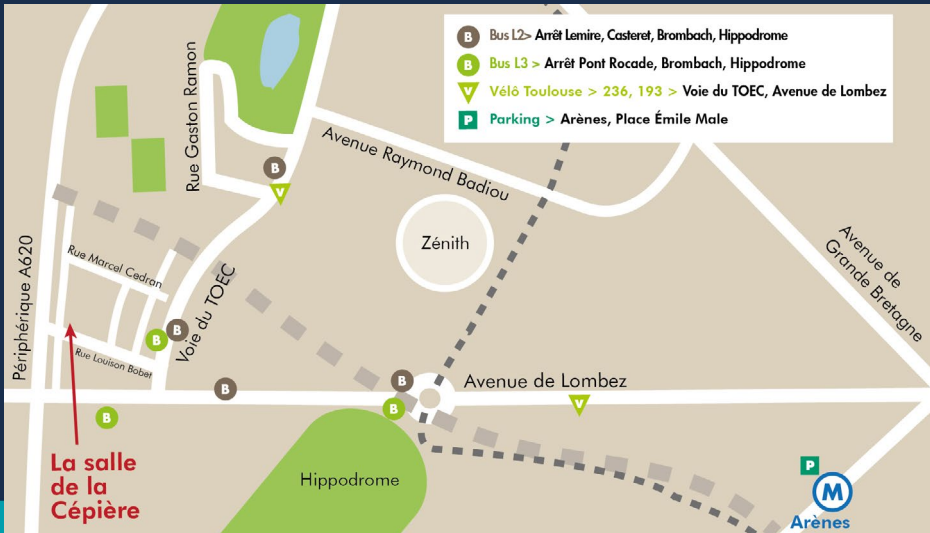 B Bus L2> Arrêt Lemire, Casteret, Brombach, Hippodrome
B Bus L3 > Arrêt Pont Rocade, Brombach, Hippodrome
V Vélô Toulouse > 236, 193 > Voie du TOEC, Avenue de Lombez
P Parking > Arènes, Place Émile Male
Rue Gaston Ramon
Avenue Raymond Badiou
B
V
Zénith
Avenue de
Grande Bretagne
Périphérique A620
Rue Marcel Cedran
Voie du TOEC
B
B
Rue Louison Bobet
B
B
Avenue de Lombez
B
B
V
La salle
de la
Cépière
Hippodrome
P
M
Arènes